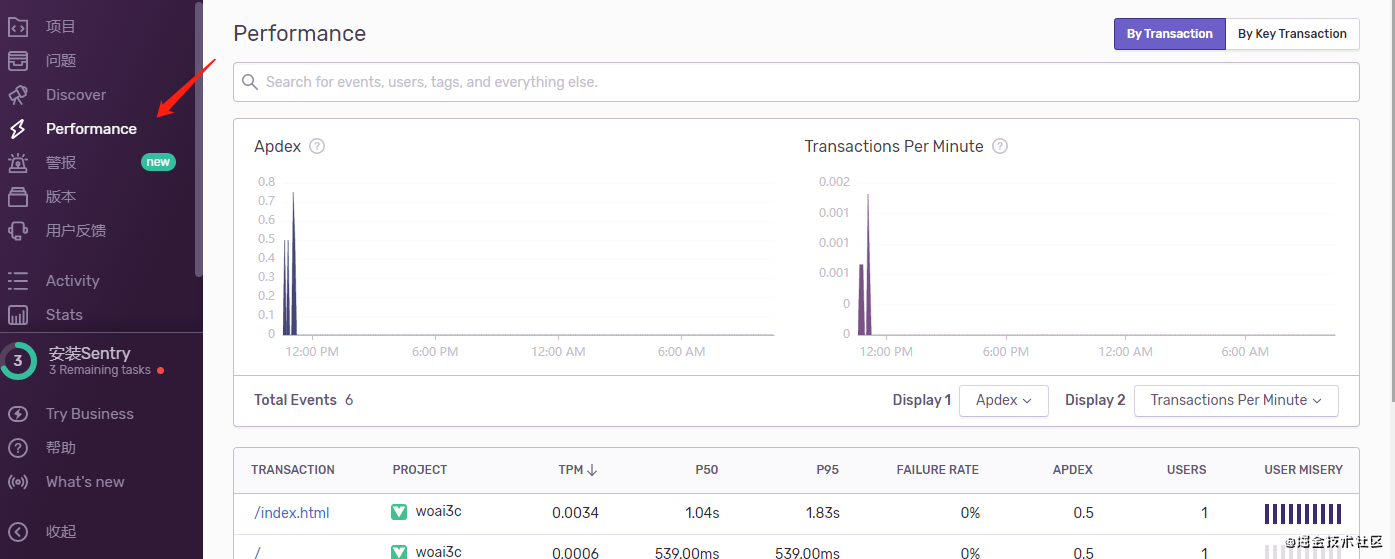 项目
问题
Discover
Performance
警报 new
版本
用户反馈
Activity
Stats
3 安装Sentry
3 Remaining tasks
Try Business
帮助
What's new
收起
Performance
By Transaction By Key Transaction
Search for events, users, tags, and everything else.
Apdex ?
0.8
0.7
0.6
0.5
0.4
0.3
0.2
0.1
0
12:00 PM 6:00 PM 12:00 AM 6:00 AM
Transactions Per Minute ?
0.002
0.001
0.001
0.001
0
0
12:00 PM 6:00 PM 12:00 AM 6:00 AM
Total Events 6 Display 1 Apdex Display 2 Transactions Per Minute
TRANSACTION PROJECT TPM P50 P95 FAILURE RATE APDEX USERS USER MISERY
/index.html woai3c 0.0034 1.04s 1.83s 0% 0.5 1
/ woai3c 0.0006 539.00ms 539.00ms 0% 0.5 1
@掘金技术社区